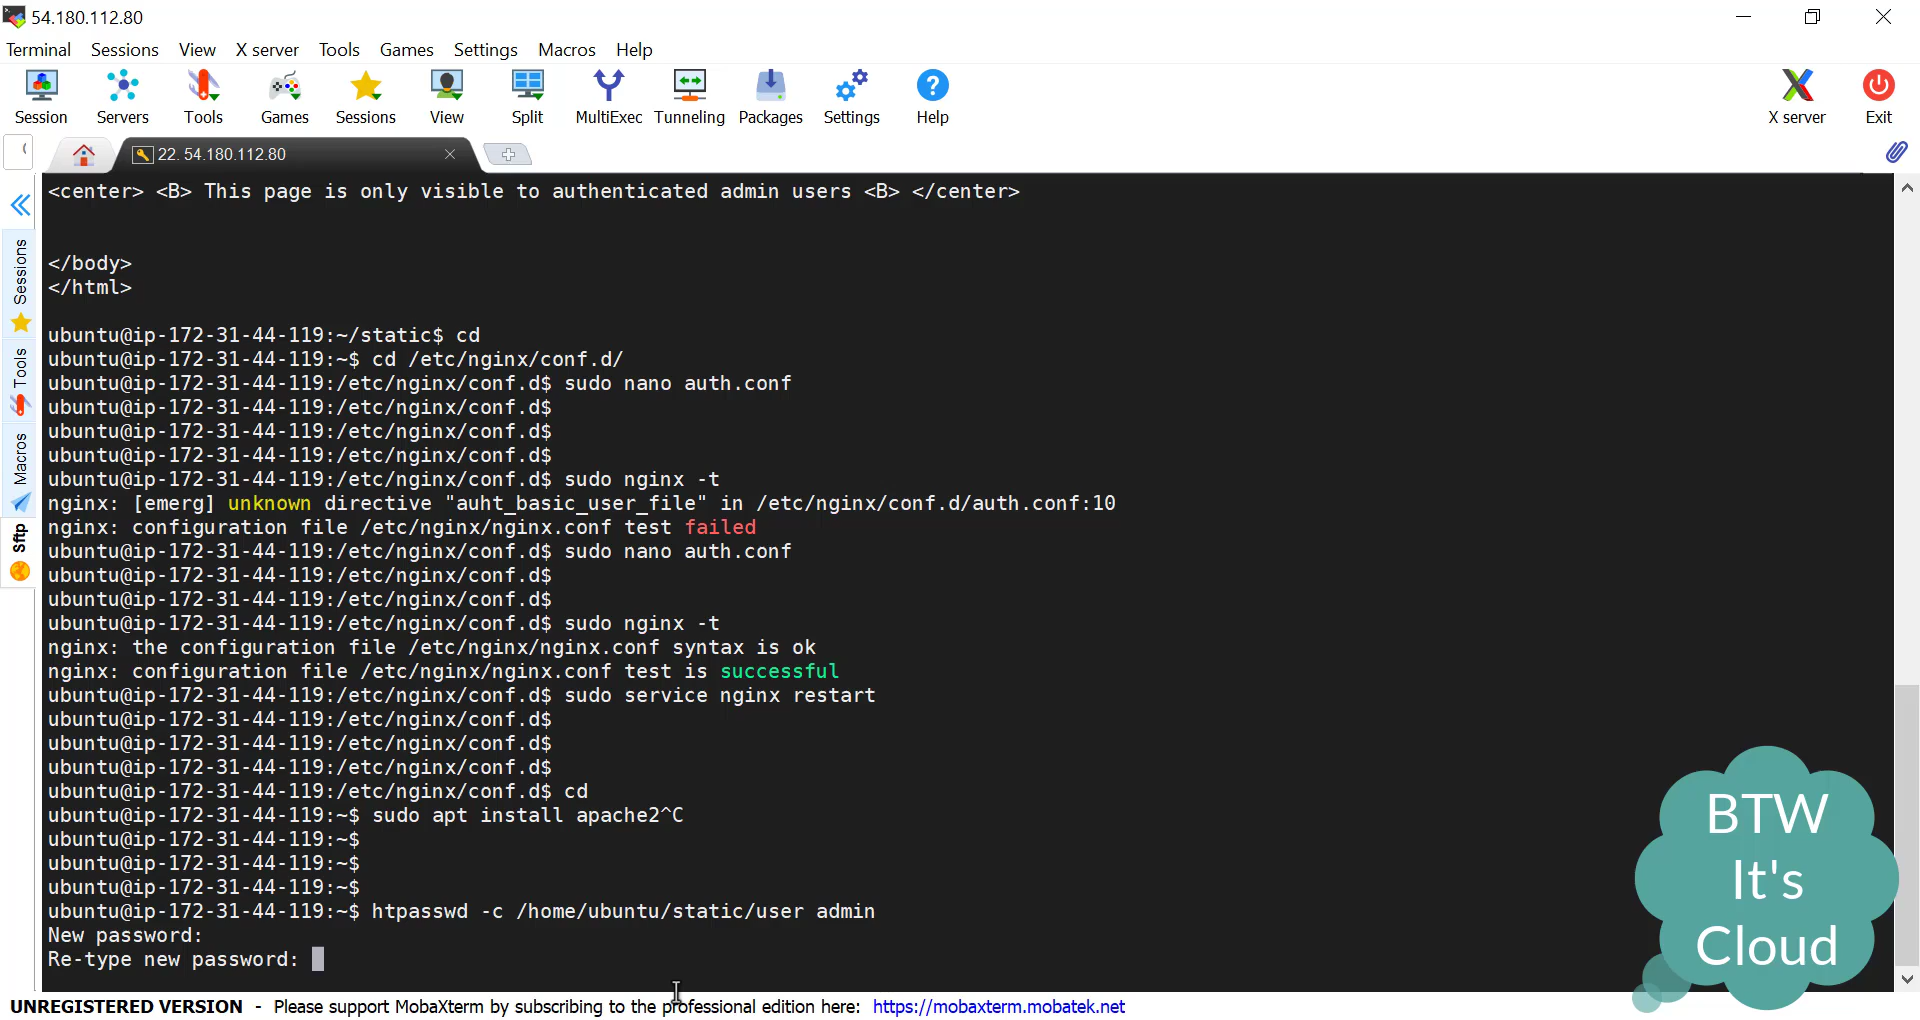 54.180.112.80
Terminal Sessions View X server Tools Games Settings Macros Help
Session Servers Tools Games Sessions View Split MultiExec Tunneling Packages Settings Help X server Exit
22. 54.180.112.80
Sessions
Tools
Macros
Sftp
<center> <B> This page is only visible to authenticated admin users <B> </center>
</body>
</html>
ubuntu@ip-172-31-44-119:~/static$ cd
ubuntu@ip-172-31-44-119:~$ cd /etc/nginx/conf.d/
ubuntu@ip-172-31-44-119:/etc/nginx/conf.d$ sudo nano auth.conf
ubuntu@ip-172-31-44-119:/etc/nginx/conf.d$
ubuntu@ip-172-31-44-119:/etc/nginx/conf.d$
ubuntu@ip-172-31-44-119:/etc/nginx/conf.d$
ubuntu@ip-172-31-44-119:/etc/nginx/conf.d$ sudo nginx -t
nginx: [emerg] unknown directive "auht_basic_user_file" in /etc/nginx/conf.d/auth.conf:10
nginx: configuration file /etc/nginx/nginx.conf test failed
ubuntu@ip-172-31-44-119:/etc/nginx/conf.d$ sudo nano auth.conf
ubuntu@ip-172-31-44-119:/etc/nginx/conf.d$
ubuntu@ip-172-31-44-119:/etc/nginx/conf.d$
ubuntu@ip-172-31-44-119:/etc/nginx/conf.d$ sudo nginx -t
nginx: the configuration file /etc/nginx/nginx.conf syntax is ok
nginx: configuration file /etc/nginx/nginx.conf test is successful
ubuntu@ip-172-31-44-119:/etc/nginx/conf.d$ sudo service nginx restart
ubuntu@ip-172-31-44-119:/etc/nginx/conf.d$
ubuntu@ip-172-31-44-119:/etc/nginx/conf.d$
ubuntu@ip-172-31-44-119:/etc/nginx/conf.d$
ubuntu@ip-172-31-44-119:/etc/nginx/conf.d$ cd
ubuntu@ip-172-31-44-119:~$ sudo apt install apache2^C
ubuntu@ip-172-31-44-119:~$
ubuntu@ip-172-31-44-119:~$
ubuntu@ip-172-31-44-119:~$
ubuntu@ip-172-31-44-119:~$ htpasswd -c /home/ubuntu/static/user admin
New password:
Re-type new password:
BTW
It's
Cloud
UNREGISTERED VERSION - Please support MobaXterm by subscribing to the professional edition here: https://mobaxterm.mobatek.net